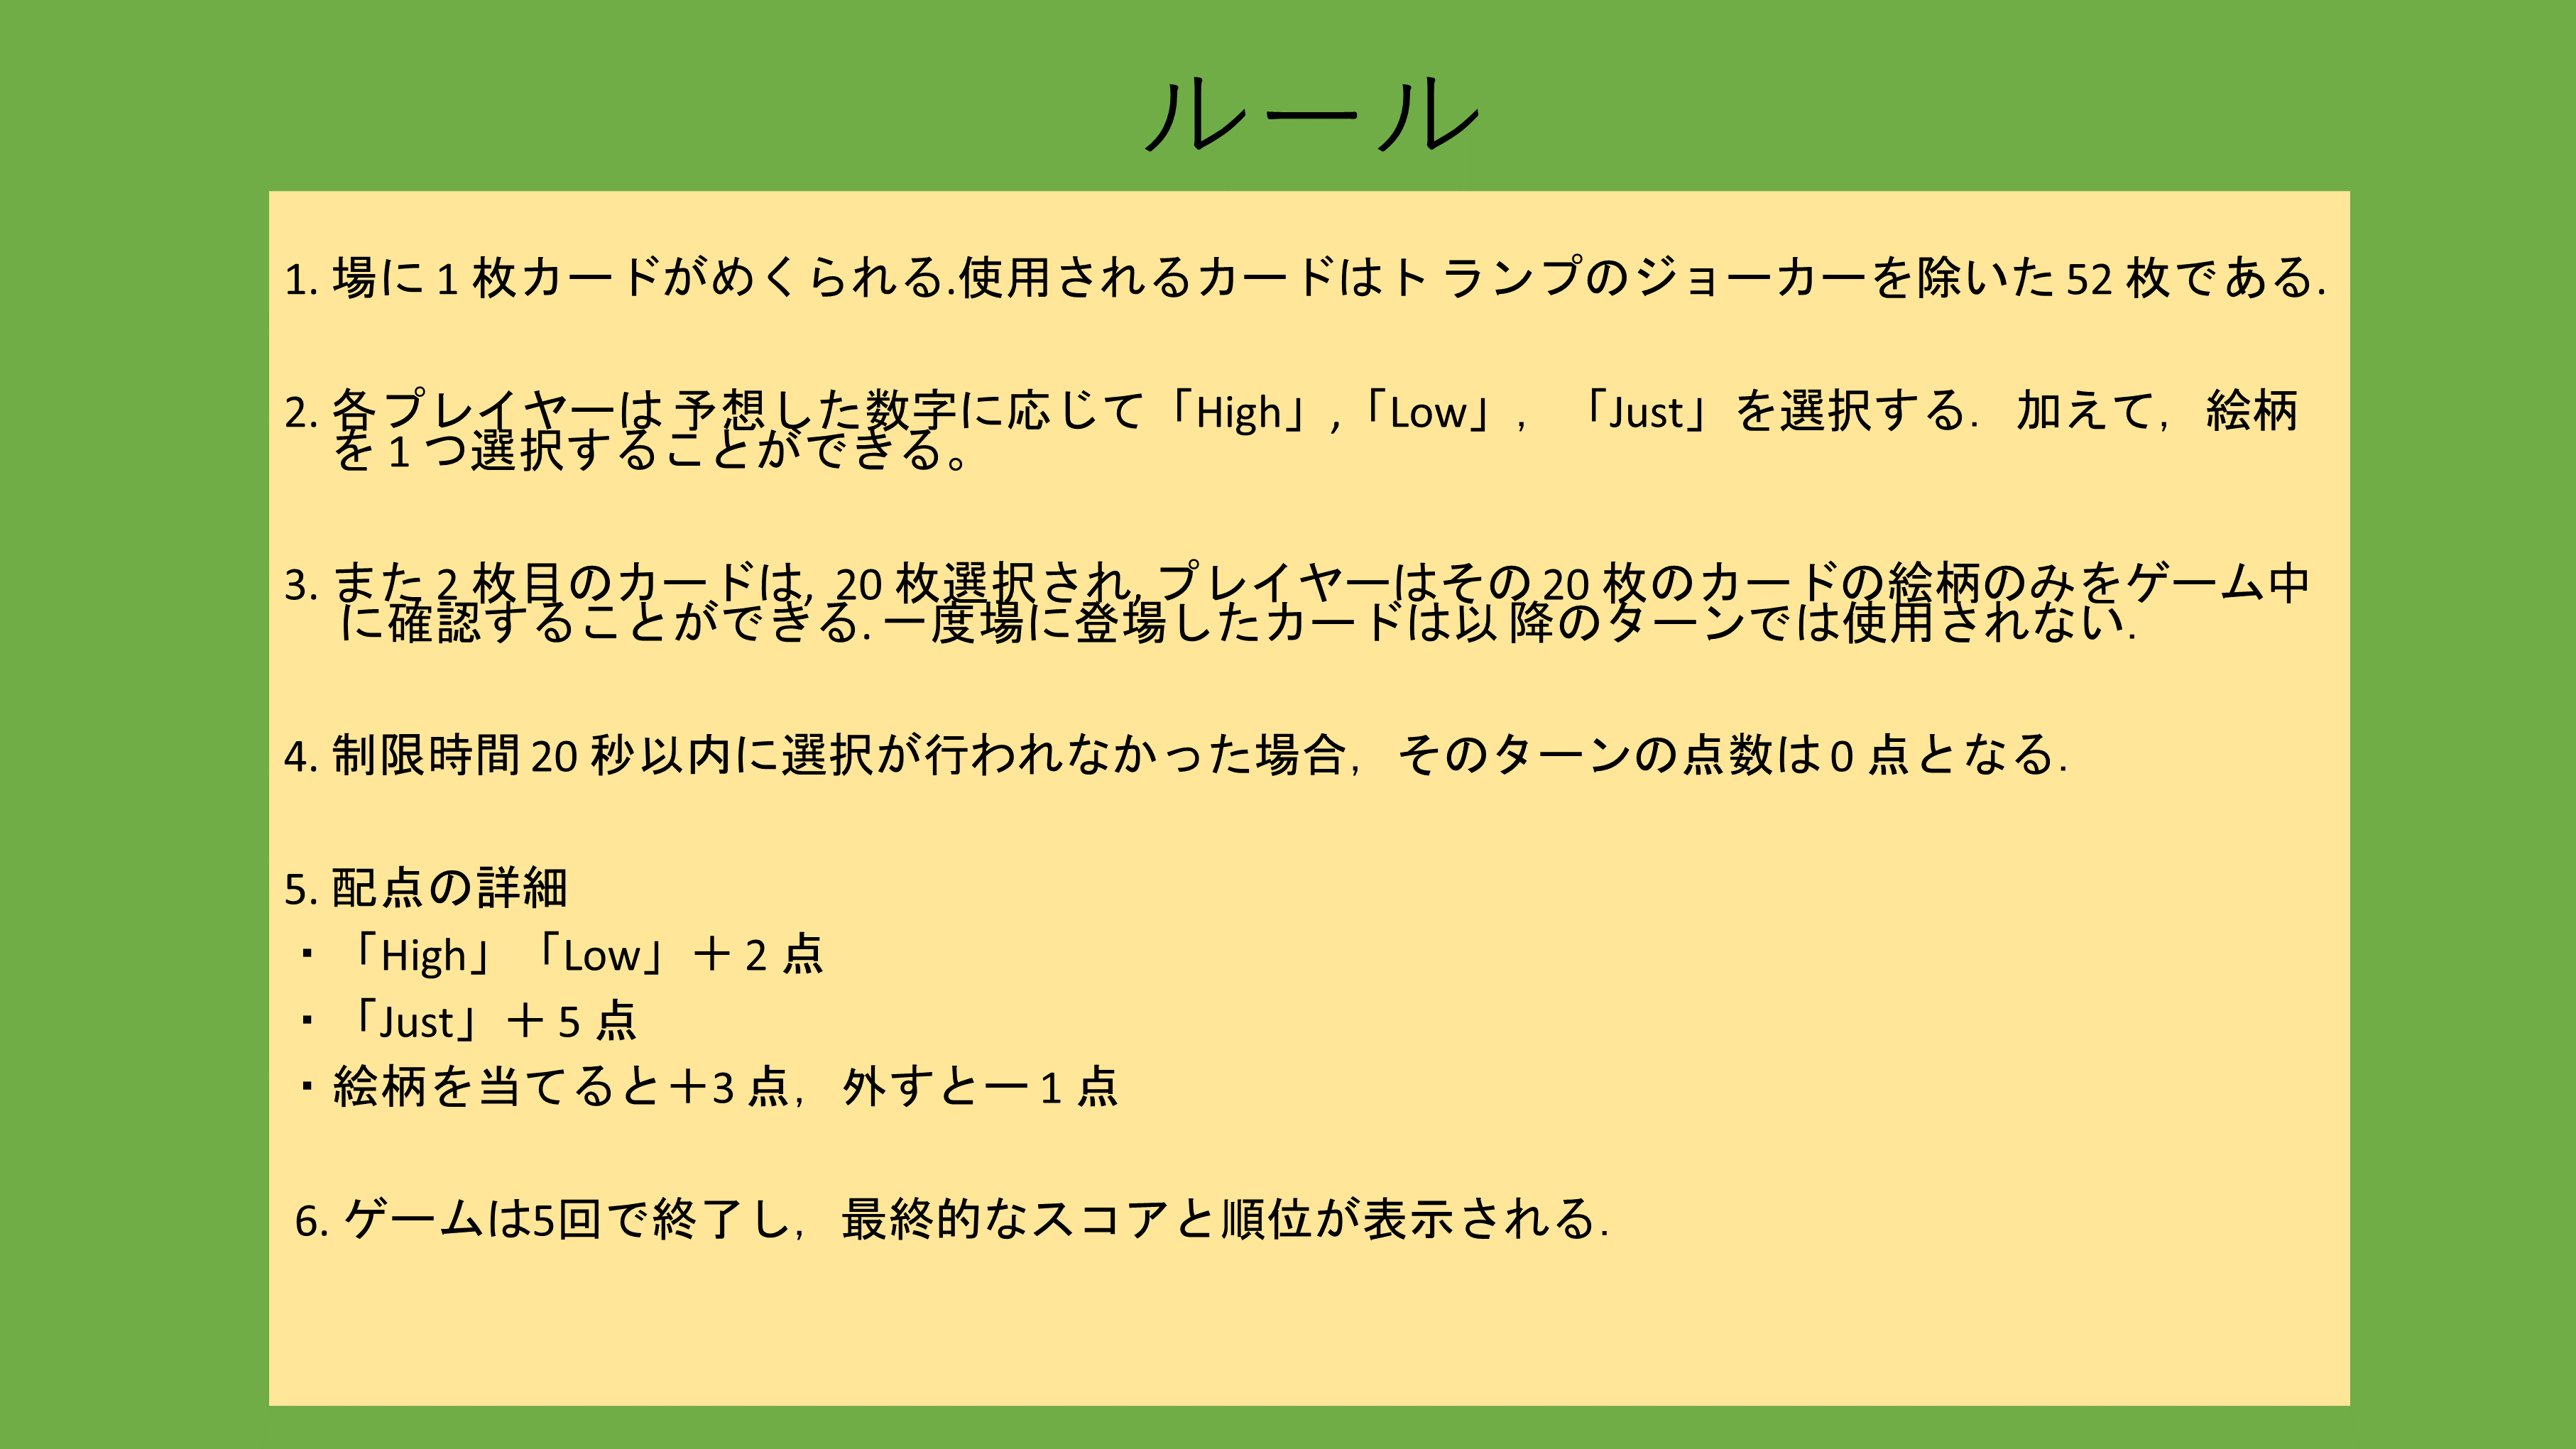 ルール
1. 場に 1 枚カードがめくられる.使用されるカードはト ランプのジョーカーを除いた 52 枚である.
2. 各プレイヤーは 予想した数字に応じて「High」,「Low」, 「Just」を選択する. 加えて, 絵柄
を 1 つ選択することができる。
3. また 2 枚目のカードは, 20 枚選択され, プレイヤーはその 20 枚のカードの絵柄のみをゲーム中
に確認することができる. 一度場に登場したカードは以 降のターンでは使用されない.
4. 制限時間 20 秒以内に選択が行われなかった場合, そのターンの点数は 0 点となる.
5. 配点の詳細
・「High」「Low」＋ 2 点
・「Just」＋ 5 点
・絵柄を当てると＋3 点, 外すとー 1 点
6. ゲームは5回で終了し, 最終的なスコアと順位が表示される.